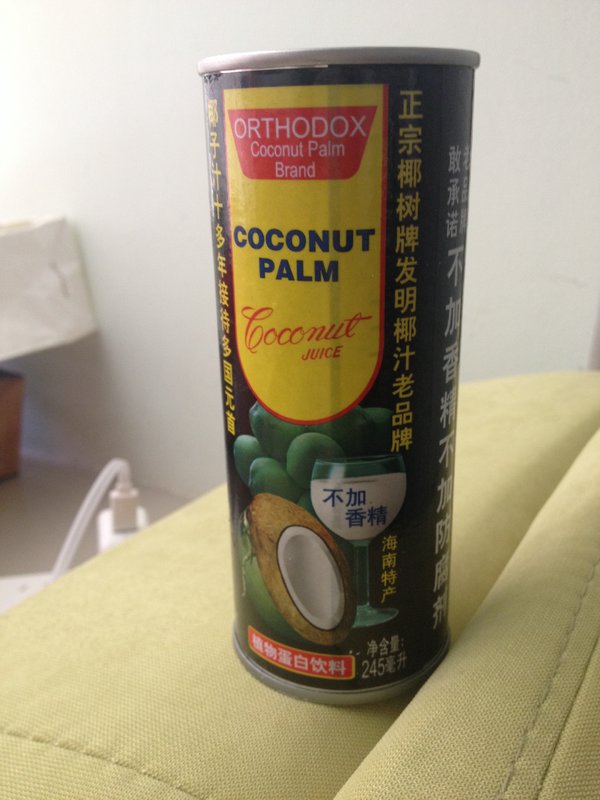 椰子汁十多年接待多国元首
ORTHODOX
Coconut Palm
Brand
COCONUT
PALM
Coconut
JUICE
正宗椰树牌发明椰汁老品牌
老品牌
敢承诺
不加香精不加防腐剂
不加
香精
海南特产
植物蛋白饮料
净含量:
245毫升